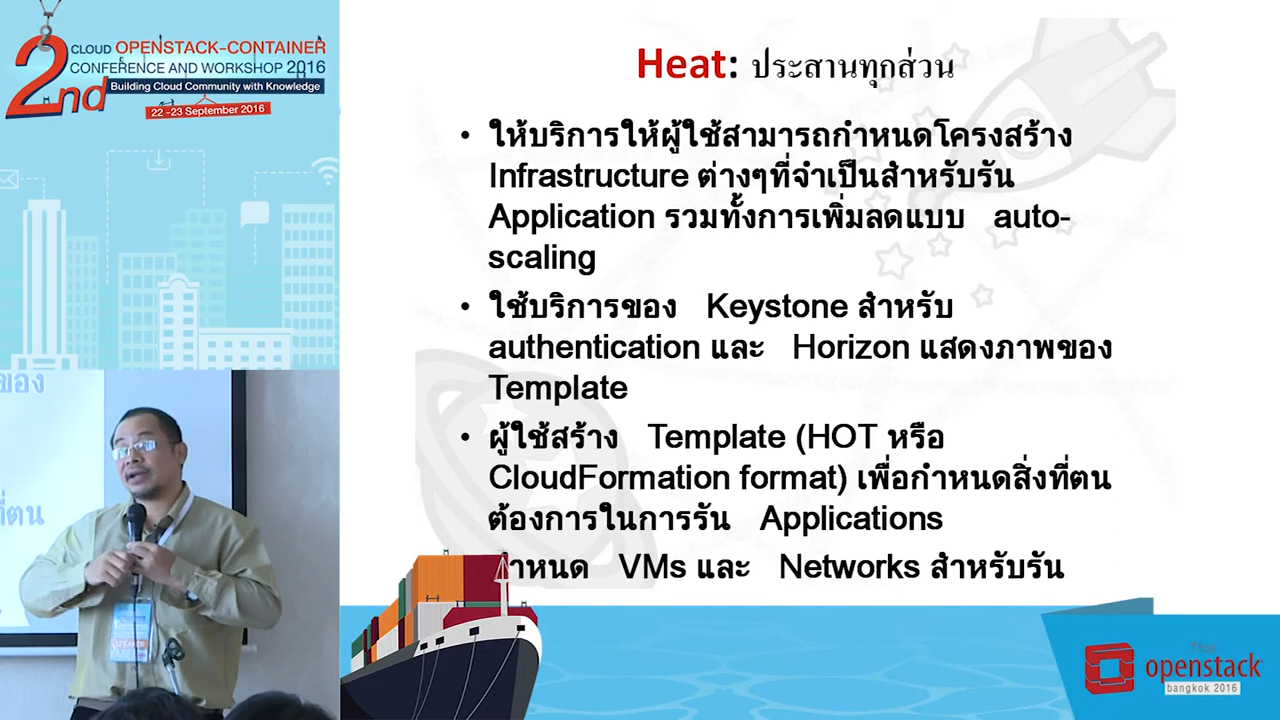 2nd
CLOUD OPENSTACK-CONTAINER
CONFERENCE AND WORKSHOP 2016
Building Cloud Community with Knowledge
22 -23 September 2016
Heat: ประสานทุกส่วน
• ให้บริการให้ผู้ใช้สามารถกำหนดโครงสร้าง
Infrastructure ต่างๆที่จำเป็นสำหรับรัน
Application รวมทั้งการเพิ่มลดแบบ auto-
scaling
• ใช้บริการของ Keystone สำหรับ
authentication และ Horizon แสดงภาพของ
Template
• ผู้ใช้สร้าง Template (HOT หรือ
CloudFormation format) เพื่อกำหนดสิ่งที่ตน
ต้องการในการรัน Applications
กำหนด VMs และ Networks สำหรับรัน
ของ
ที่ตน
SPEAKER
Thai
openstack
bangkok 2016